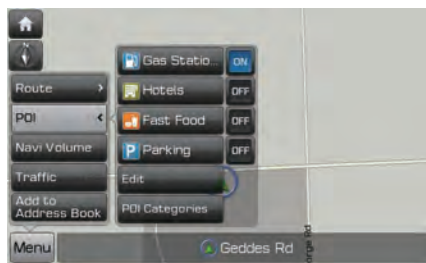 Gas Statio... ON
Hotels OFF
Fast Food OFF
P Parking OFF
Edit
POI Categories
Route >
POI <
Navi Volume
Traffic
Add to
Address Book
Menu
Geddes Rd